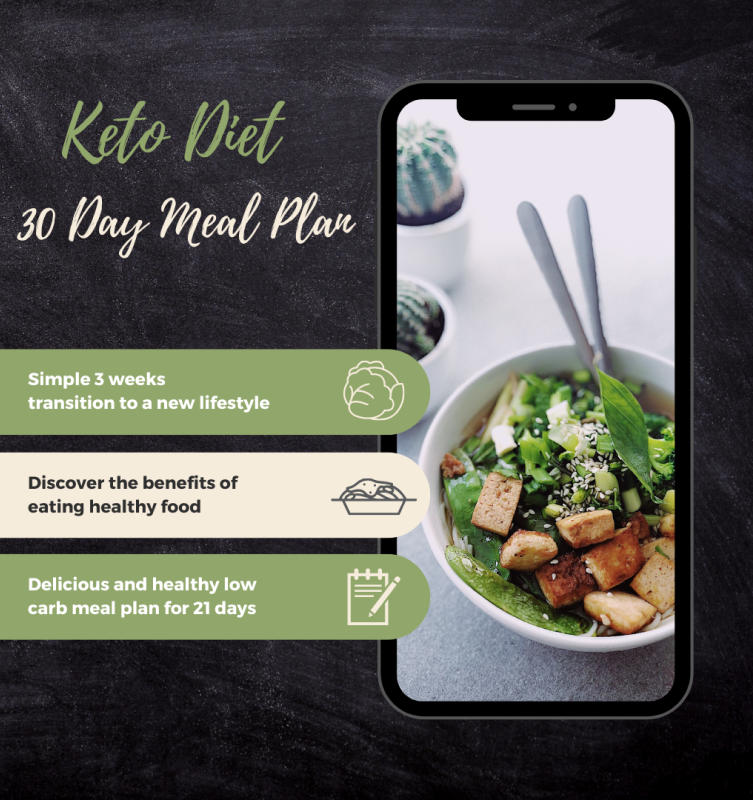 Keto Diet
30 Day Meal Plan
Simple 3 weeks
transition to a new lifestyle
Discover the benefits of
eating healthy food
Delicious and healthy low
carb meal plan for 21 days